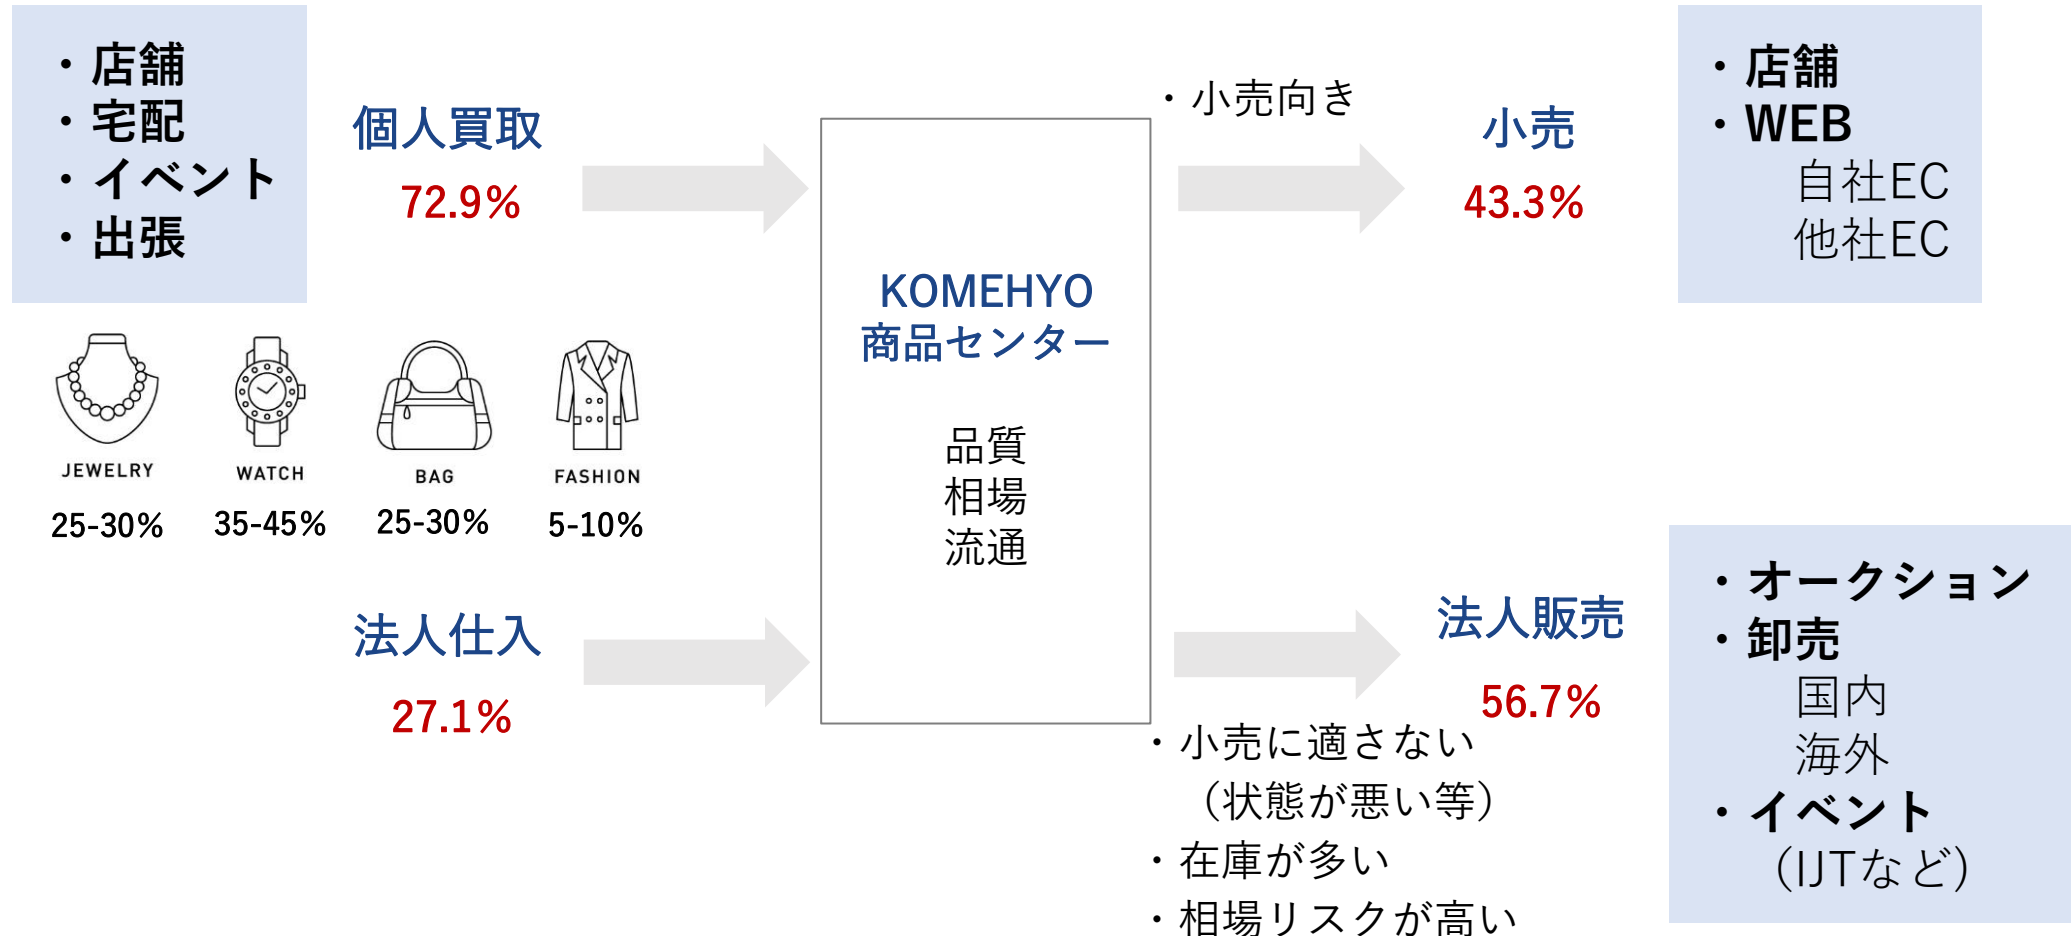 ・店舗
・宅配
・イベント
・出張
個人買取
72.9%
JEWELRY
WATCH
BAG
FASHION
25-30%
35-45%
25-30%
5-10%
法人仕入
27.1%
KOMEHYO
商品センター
品質
相場
流通
・小売向き
小売
43.3%
・店舗
・WEB
自社EC
他社EC
法人販売
56.7%
・小売に適さない
（状態が悪い等）
・在庫が多い
・相場リスクが高い
・オークション
・卸売
国内
海外
・イベント
（IJTなど）